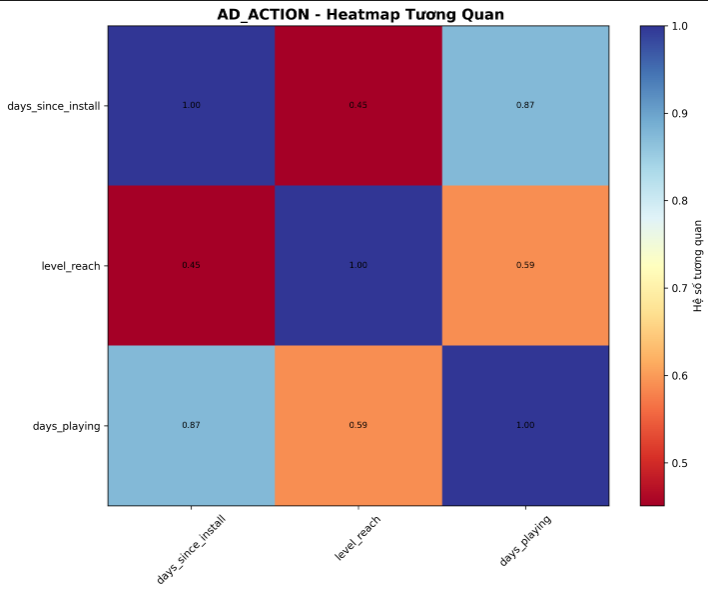 AD_ACTION - Heatmap Tương Quan
days_since_install
1.00
0.45
0.87
level_reach
0.45
1.00
0.59
days_playing
0.87
0.59
1.00
days_since_install
level_reach
days_playing
1.0
0.9
0.8
0.7
0.6
0.5
Hệ số tương quan